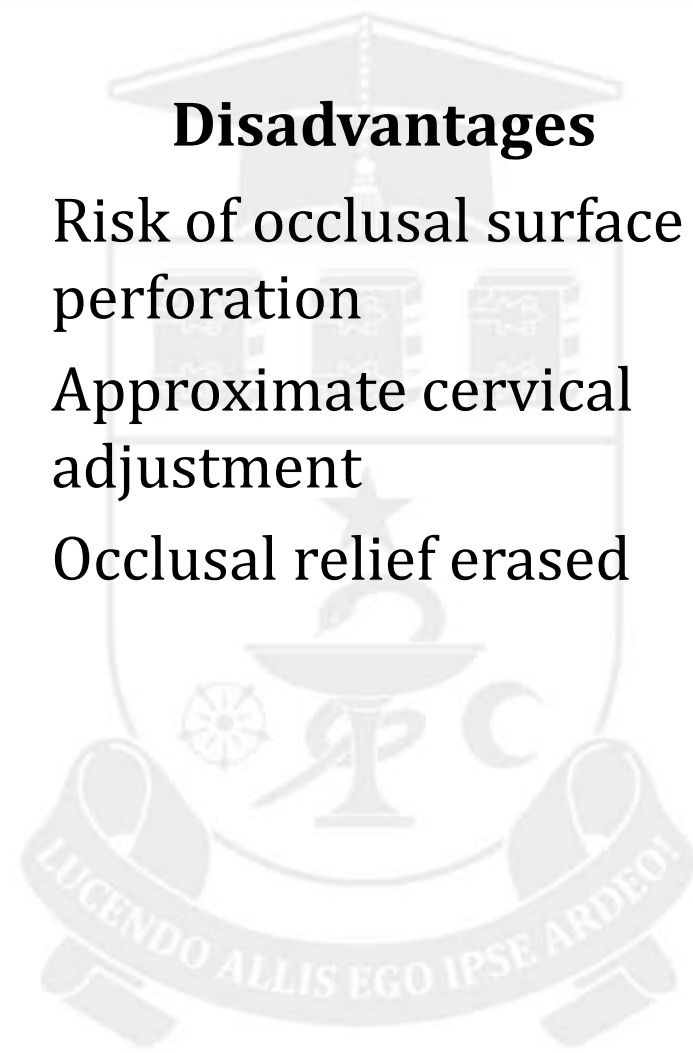 Disadvantages
Risk of occlusal surface
perforation
Approximate cervical
adjustment
Occlusal relief erased
LUCENDO ALLIS EGO IPSE ARDEO!